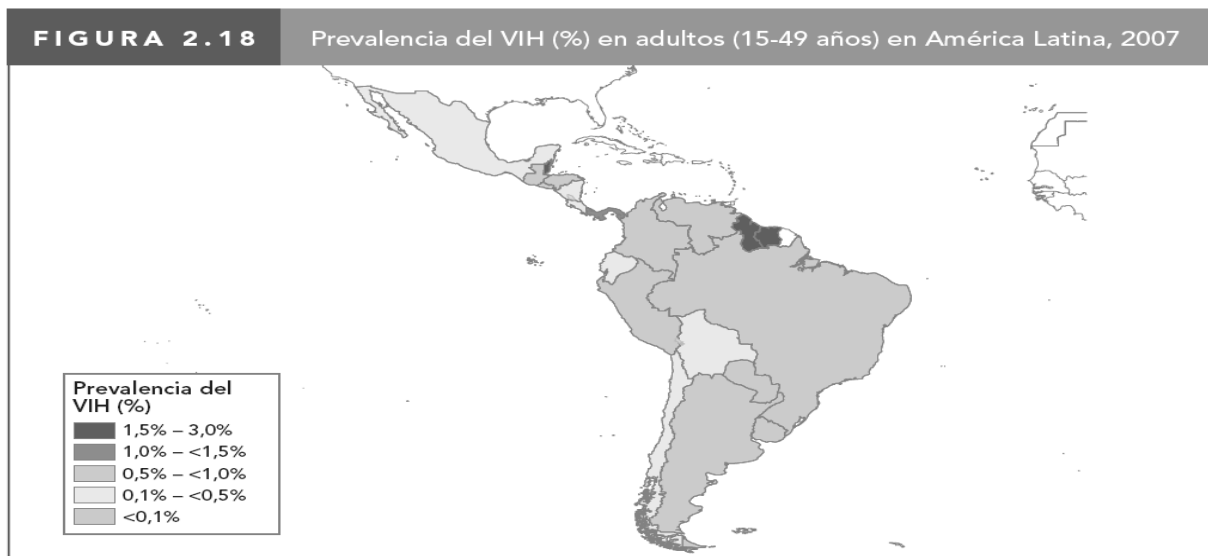 FIGURA 2.18
Prevalencia del VIH (%) en adultos (15-49 años) en América Latina, 2007
Prevalencia del
VIH (%)
1,5% – 3,0%
1,0% – <1,5%
0,5% – <1,0%
0,1% – <0,5%
<0,1%